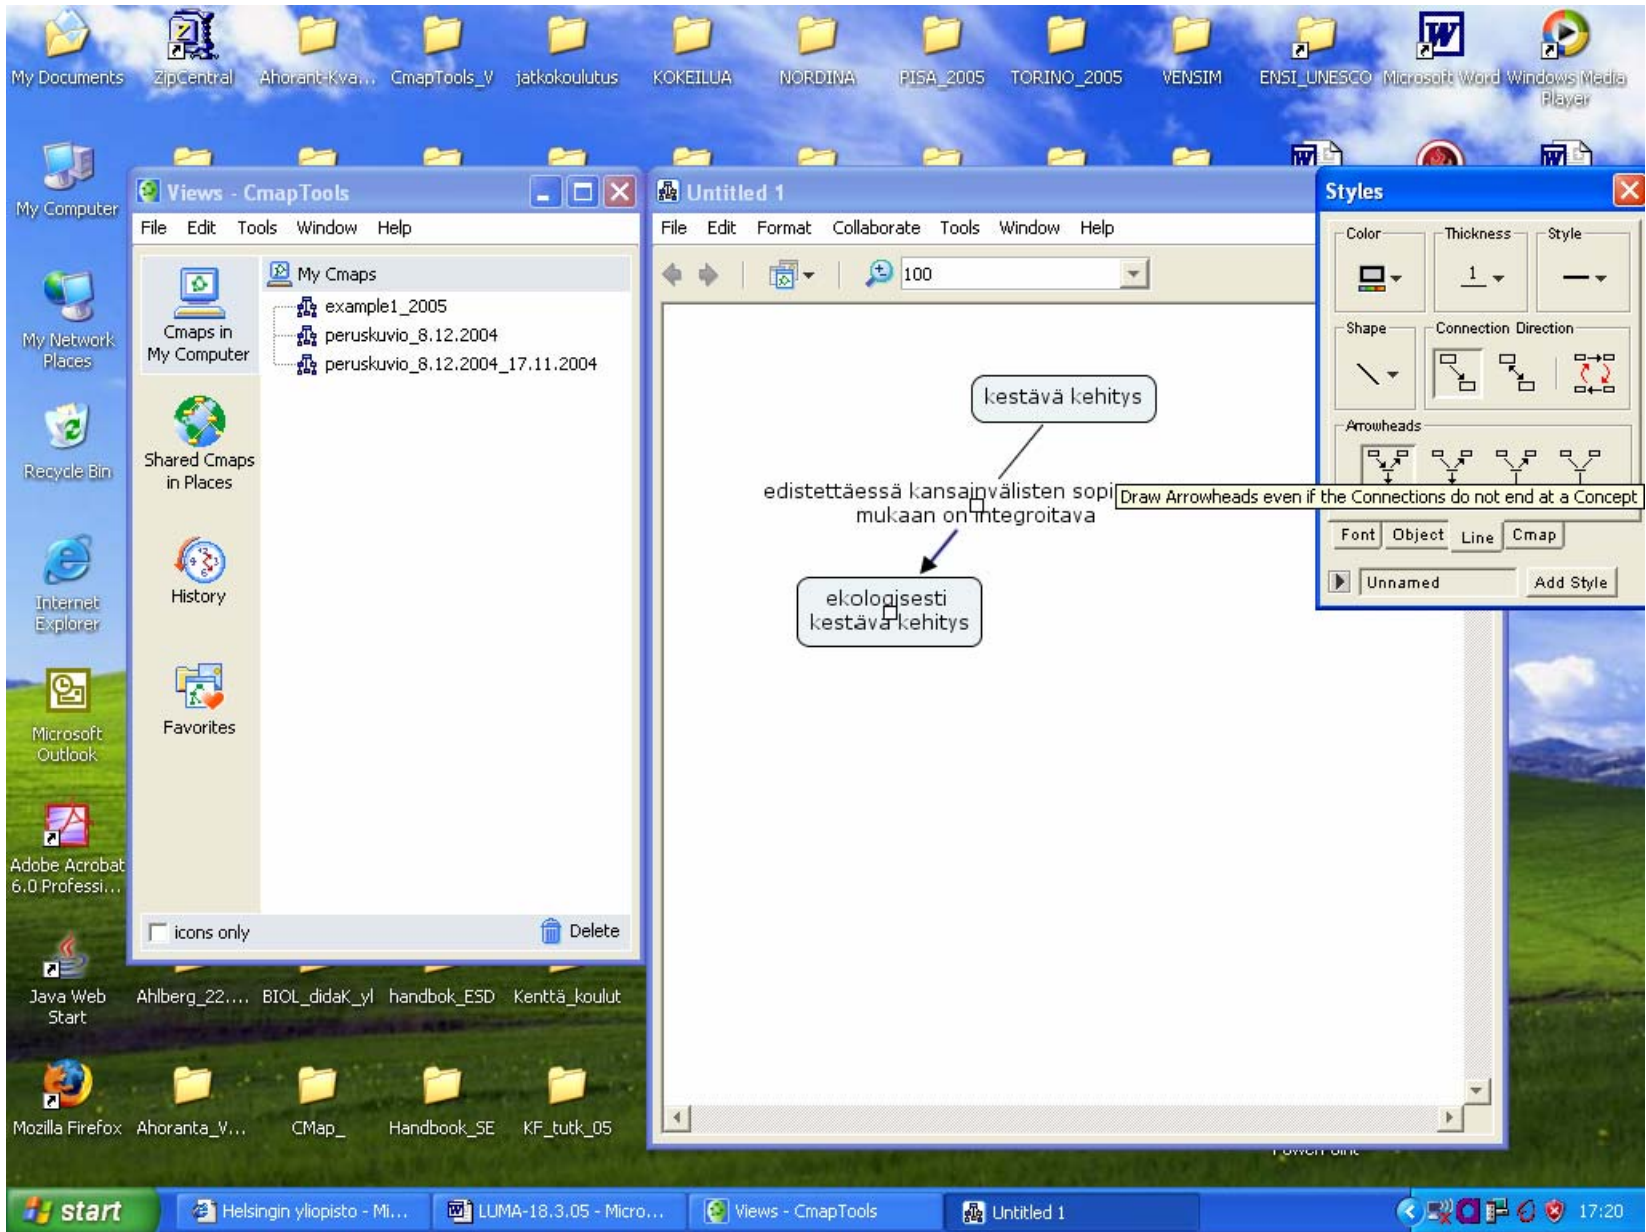 My Documents
ZipCentral
Ahorant-Kva...
CmapTools_V
jatkokoulutus
KOKEILUA
NORDINA
PISA_2005
TORINO_2005
VENSIM
ENSI_UNESCO
Microsoft Word
Windows Media
Player
My Computer
My Network
Places
Recycle Bin
Internet
Explorer
Microsoft
Outlook
Adobe Acrobat
6.0 Professi...
Java Web
Start
Mozilla Firefox
Views - CmapTools
File Edit Tools Window Help
My Cmaps
example1_2005
peruskuvio_8.12.2004
peruskuvio_8.12.2004_17.11.2004
Cmaps in
My Computer
Shared Cmaps
in Places
History
Favorites
icons only
Delete
Untitled 1
File Edit Format Collaborate Tools Window Help
100
kestävä kehitys
edistettäessä kansainvälisten sopi
mukaan on integroitava
ekologisesti
kestävä kehitys
Styles
Color
Thickness
Style
1
Shape
Connection Direction
Arrowheads
Draw Arrowheads even if the Connections do not end at a Concept
Font Object Line Cmap
Unnamed
Add Style
Ahlberg_22....
BIOL_didaK_yl
handbok_ESD
Kenttä_koulut
Ahoranta_V...
CMap_
Handbook_SE
KF_tutk_05
start
Helsingin yliopisto - Mi...
LUMA-18.3.05 - Micro...
Views - CmapTools
Untitled 1
17:20